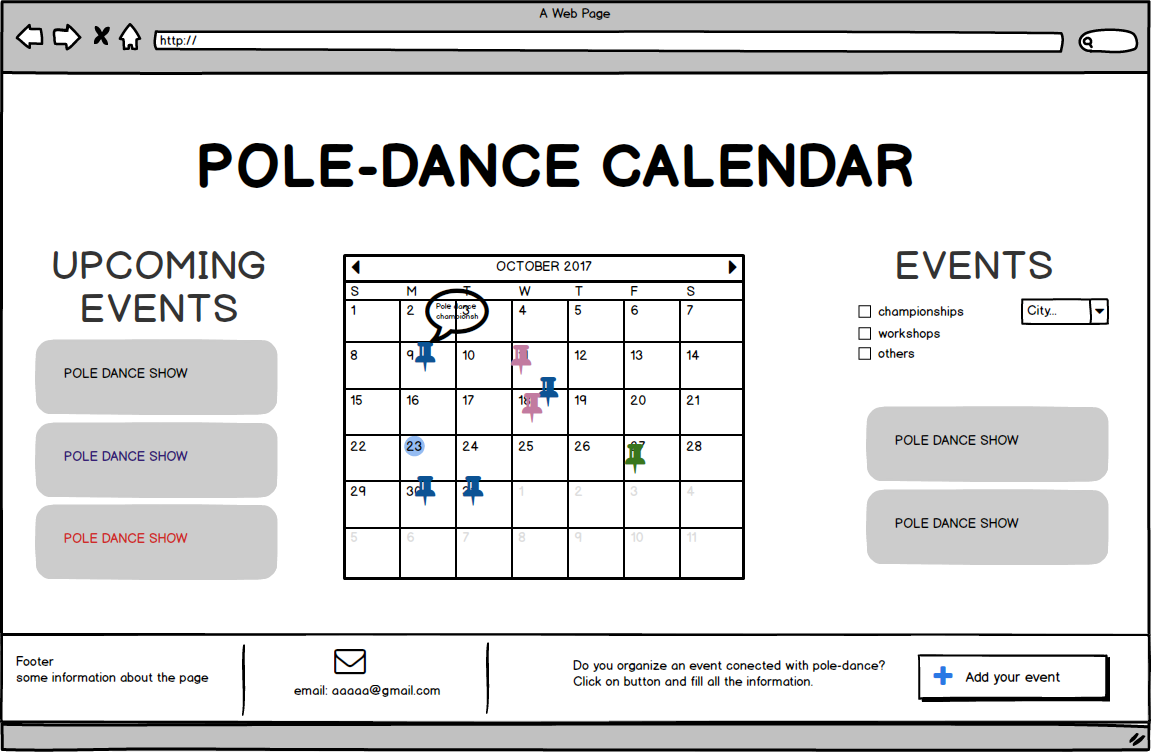 A Web Page
http://
POLE-DANCE CALENDAR
UPCOMING
EVENTS
POLE DANCE SHOW
POLE DANCE SHOW
POLE DANCE SHOW
OCTOBER 2017
S M T W T F S
Pole dance
championsh
1 2 3 4 5 6 7
8 9 10 11 12 13 14
15 16 17 18 19 20 21
22 23 24 25 26 27 28
29 30 1 2 3 4
5 6 7 8 9 10 11
EVENTS
championships
workshops
others
City...
POLE DANCE SHOW
POLE DANCE SHOW
Footer
some information about the page
email: aaaaa@gmail.com
Do you organize an event conected with pole-dance?
Click on button and fill all the information.
Add your event